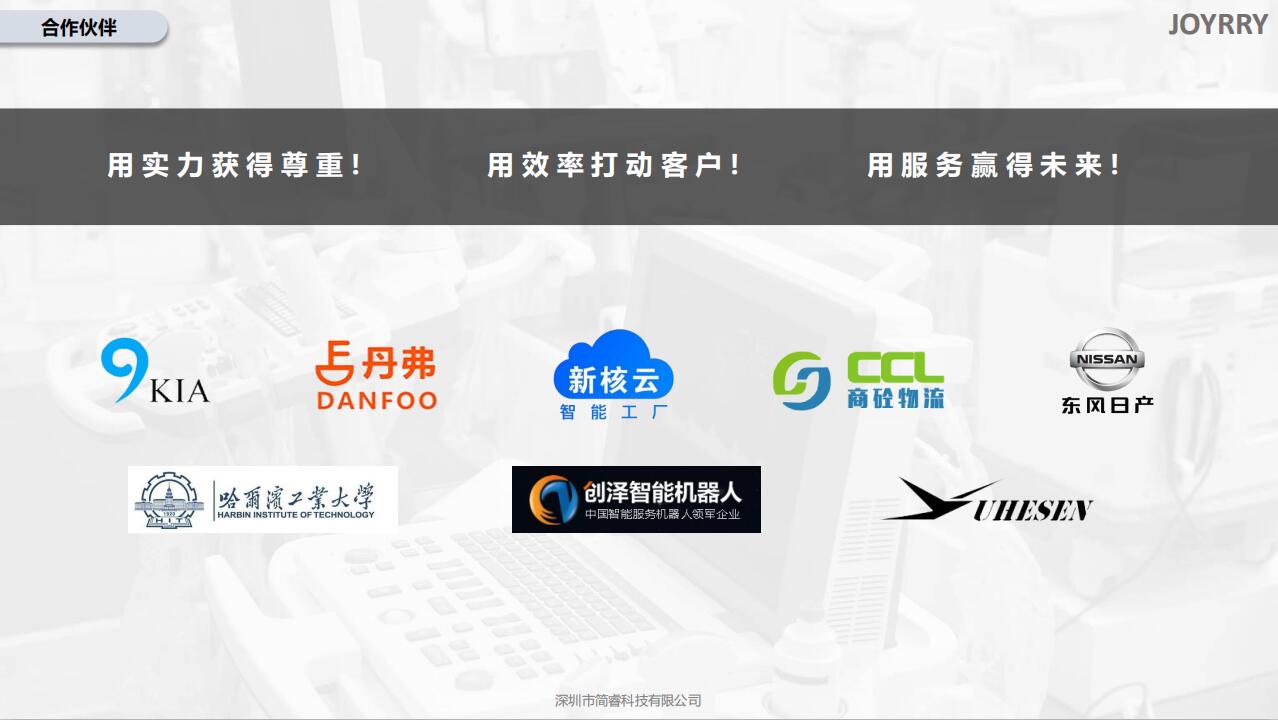 合作伙伴
JOYRRY
用实力获得尊重!
用效率打动客户!
用服务赢得未来!
9KIA
丹弗
DANFOO
新核云
智能工厂
CCL
商砼物流
NISSAN
东风日产
哈爾濱工業大學
HARBIN INSTITUTE OF TECHNOLOGY
1920
HIT
创泽智能机器人
中国智能服务机器人领军企业
YUHESEN
深圳市简睿科技有限公司